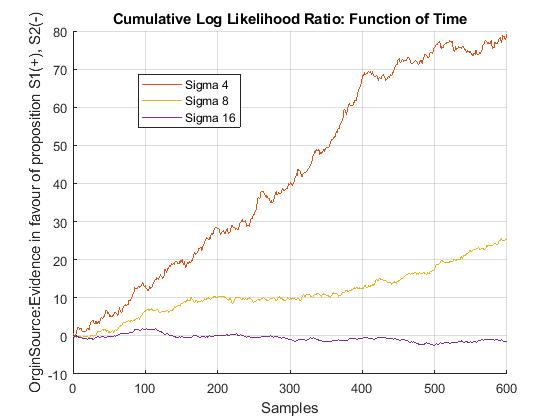 Cumulative Log Likelihood Ratio: Function of Time
OrginSource:Evidence in favour of proposition S1(+), S2(-)
80
70
60
50
40
30
20
10
0
-10
Sigma 4
Sigma 8
Sigma 16
0 100 200 300 400 500 600
Samples